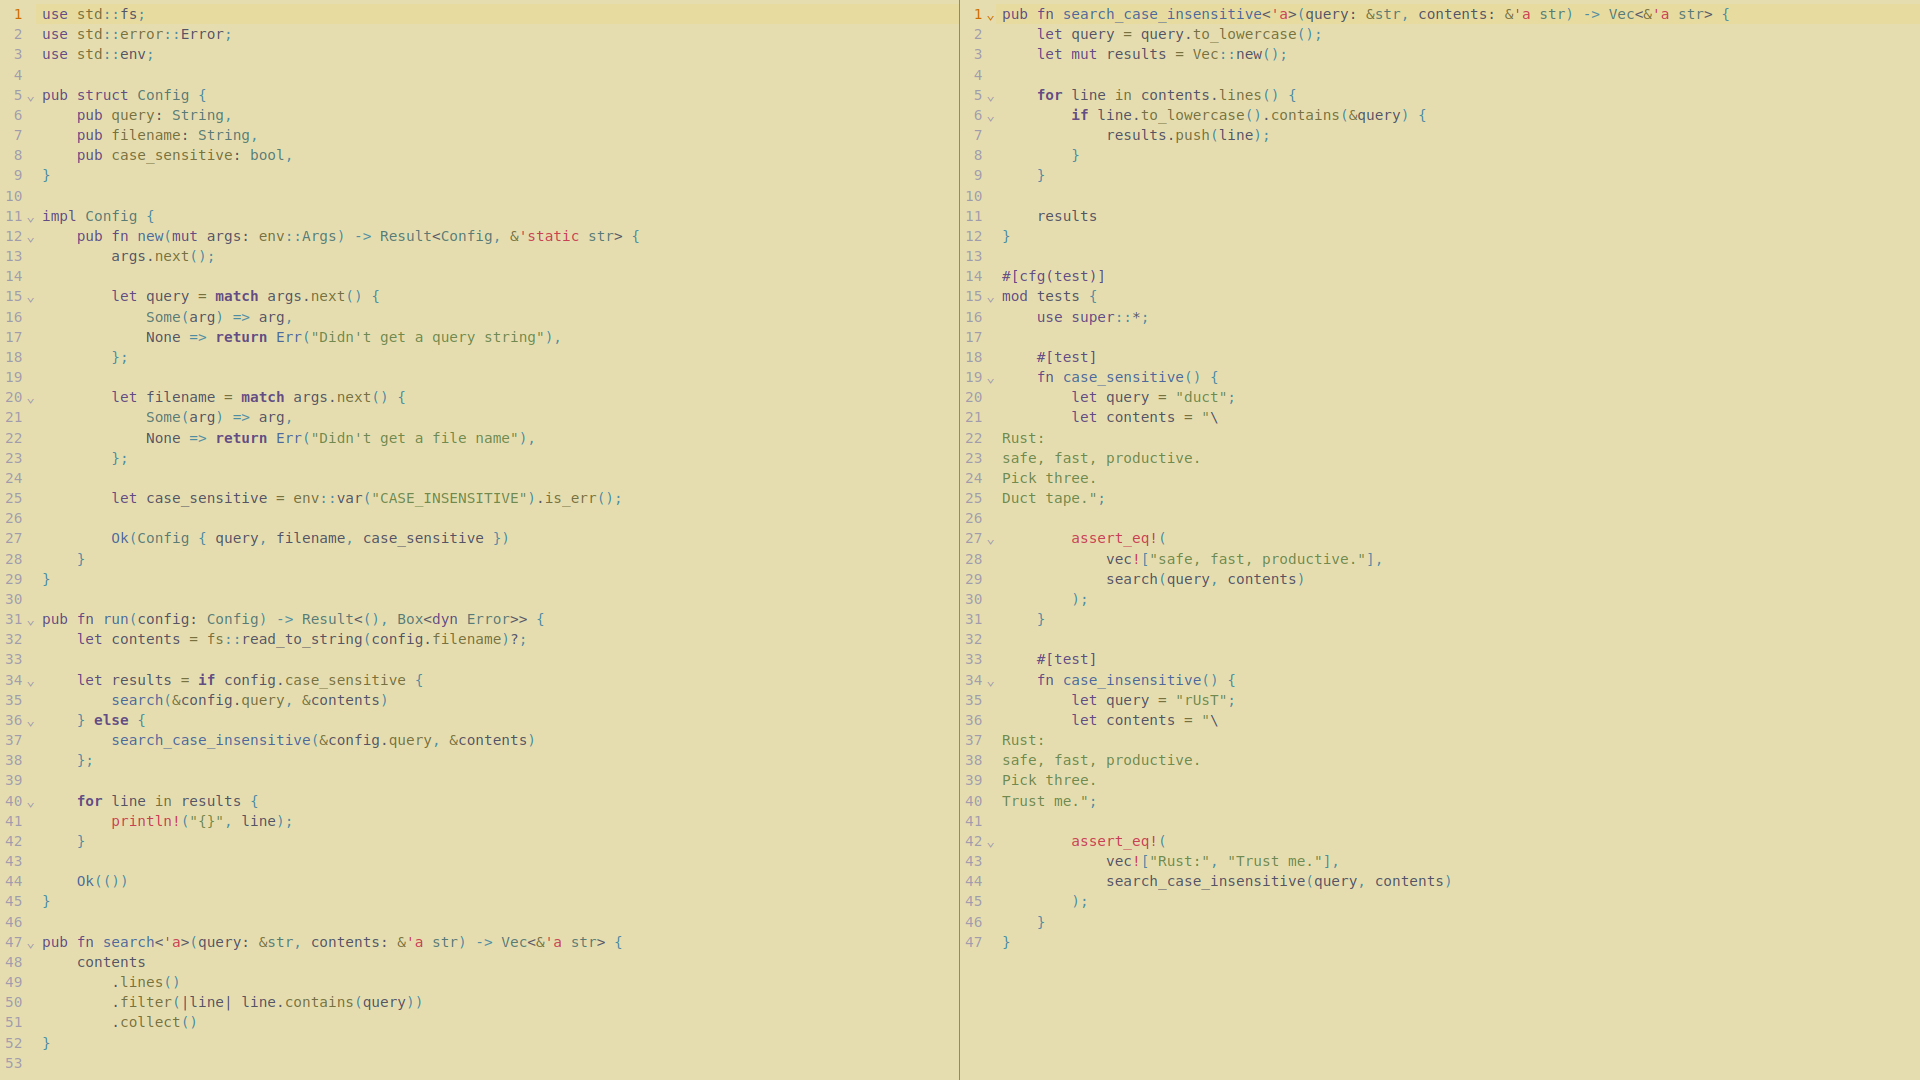 1 use std::fs;
2 use std::error::Error;
3 use std::env;
4
5 pub struct Config {
6     pub query: String,
7     pub filename: String,
8     pub case_sensitive: bool,
9 }
10
11 impl Config {
12     pub fn new(mut args: env::Args) -> Result<Config, &'static str> {
13         args.next();
14
15         let query = match args.next() {
16             Some(arg) => arg,
17             None => return Err("Didn't get a query string"),
18         };
19
20         let filename = match args.next() {
21             Some(arg) => arg,
22             None => return Err("Didn't get a file name"),
23         };
24
25         let case_sensitive = env::var("CASE_INSENSITIVE").is_err();
26
27         Ok(Config { query, filename, case_sensitive })
28     }
29 }
30
31 pub fn run(config: Config) -> Result<(), Box<dyn Error>> {
32     let contents = fs::read_to_string(config.filename)?;
33
34     let results = if config.case_sensitive {
35         search(&config.query, &contents)
36     } else {
37         search_case_insensitive(&config.query, &contents)
38     };
39
40     for line in results {
41         println!("{}", line);
42     }
43
44     Ok(())
45 }
46
47 pub fn search<'a>(query: &str, contents: &'a str) -> Vec<&'a str> {
48     contents
49         .lines()
50         .filter(|line| line.contains(query))
51         .collect()
52 }
53
1 pub fn search_case_insensitive<'a>(query: &str, contents: &'a str) -> Vec<&'a str> {
2     let query = query.to_lowercase();
3     let mut results = Vec::new();
4
5     for line in contents.lines() {
6         if line.to_lowercase().contains(&query) {
7             results.push(line);
8         }
9     }
10
11     results
12 }
13
14 #[cfg(test)]
15 mod tests {
16     use super::*;
17
18     #[test]
19     fn case_sensitive() {
20         let query = "duct";
21         let contents = "\
22 Rust:
23 safe, fast, productive.
24 Pick three.
25 Duct tape.";
26
27         assert_eq!(
28             vec!["safe, fast, productive."],
29             search(query, contents)
30         );
31     }
32
33     #[test]
34     fn case_insensitive() {
35         let query = "rUsT";
36         let contents = "\
37 Rust:
38 safe, fast, productive.
39 Pick three.
40 Trust me.";
41
42         assert_eq!(
43             vec!["Rust:", "Trust me."],
44             search_case_insensitive(query, contents)
45         );
46     }
47 }